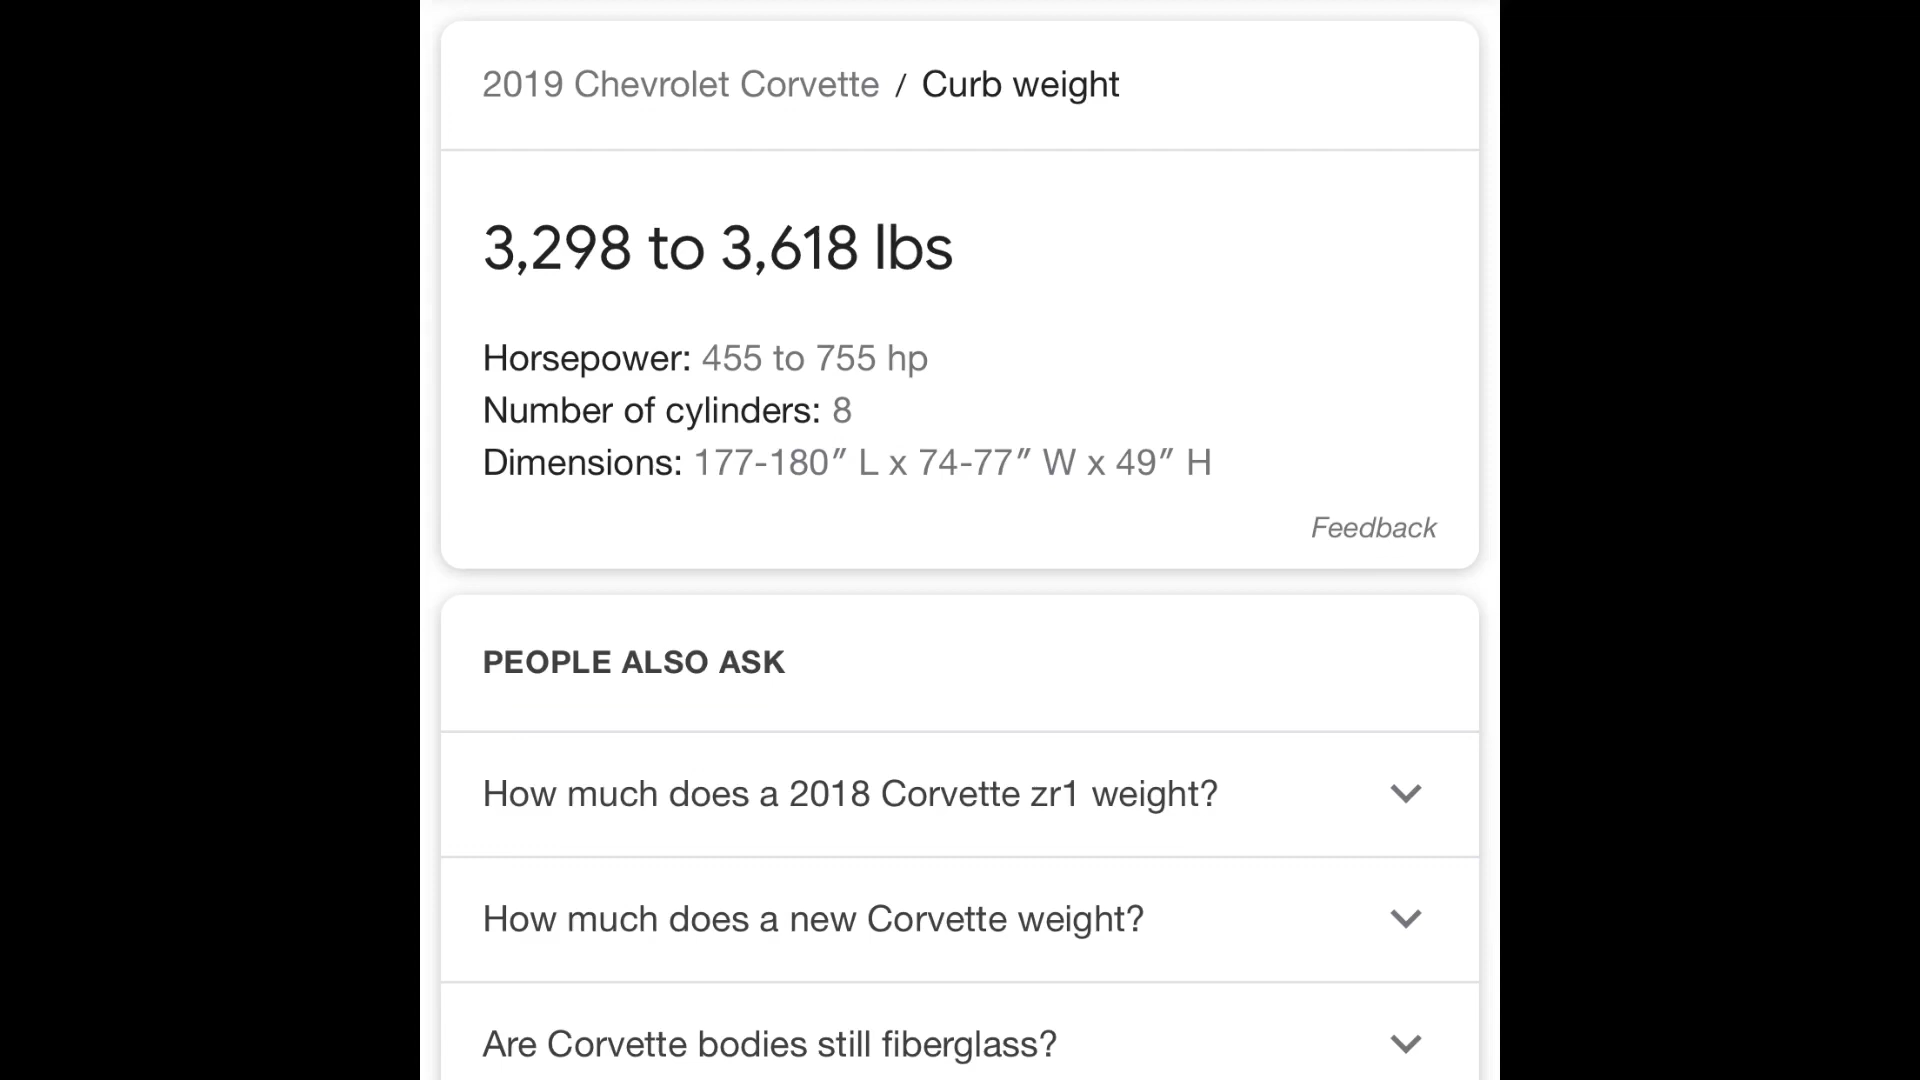 2019 Chevrolet Corvette / Curb weight
3,298 to 3,618 lbs
Horsepower: 455 to 755 hp
Number of cylinders: 8
Dimensions: 177-180″ L x 74-77″ W x 49″ H
Feedback
PEOPLE ALSO ASK
How much does a 2018 Corvette zr1 weight?
How much does a new Corvette weight?
Are Corvette bodies still fiberglass?